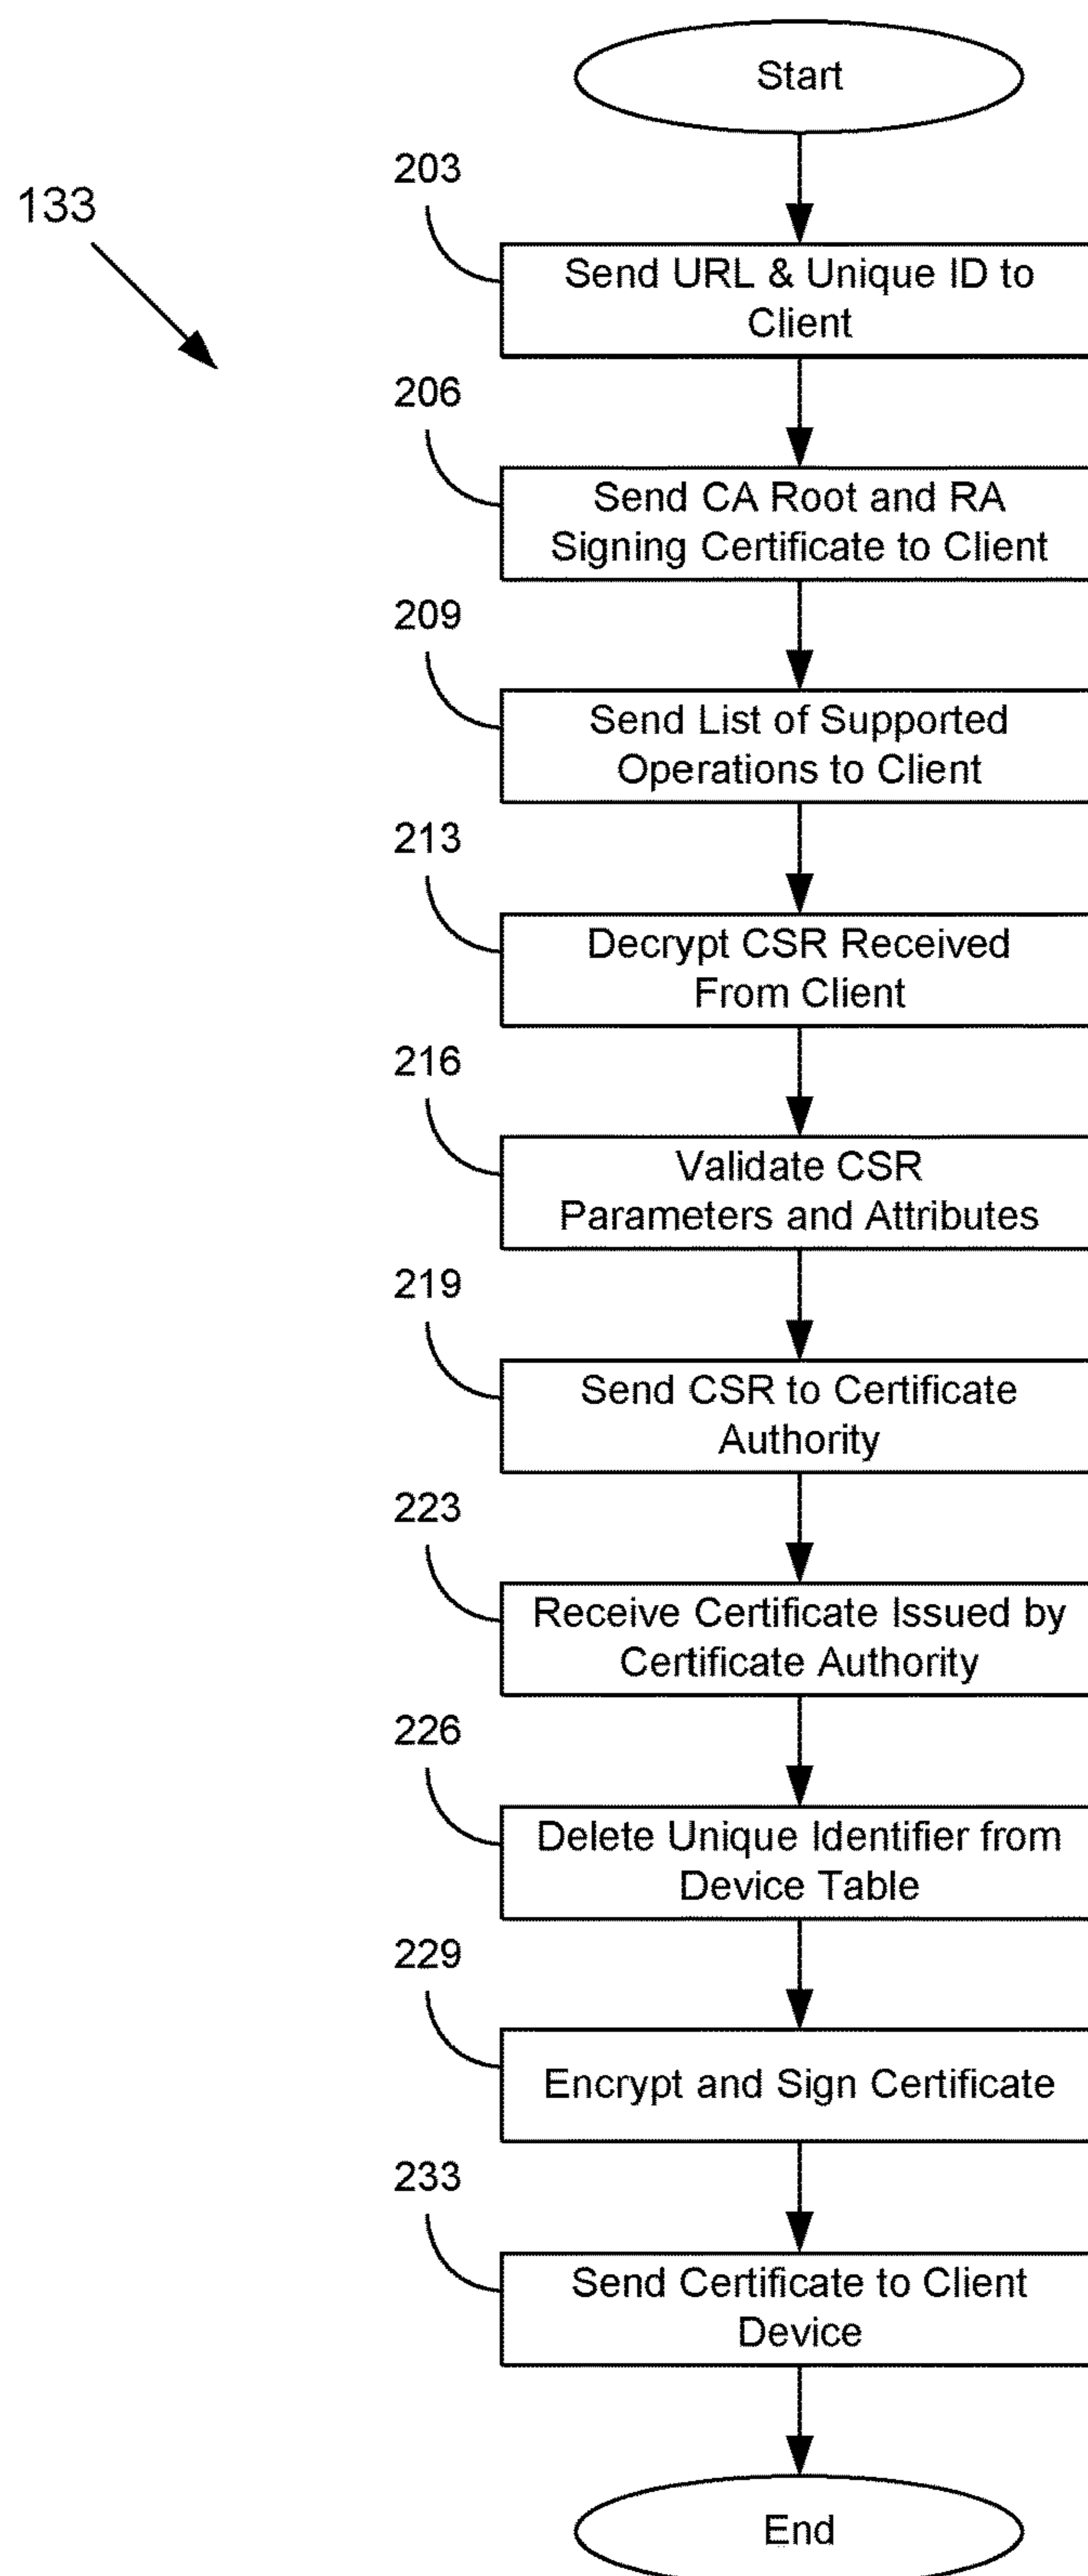 Start
203
133
Send URL & Unique ID to
Client
206
Send CA Root and RA
Signing Certificate to Client
209
Send List of Supported
Operations to Client
213
Decrypt CSR Received
From Client
216
Validate CSR
Parameters and Attributes
219
Send CSR to Certificate
Authority
223
Receive Certificate Issued by
Certificate Authority
226
Delete Unique Identifier from
Device Table
229
Encrypt and Sign Certificate
233
Send Certificate to Client
Device
End